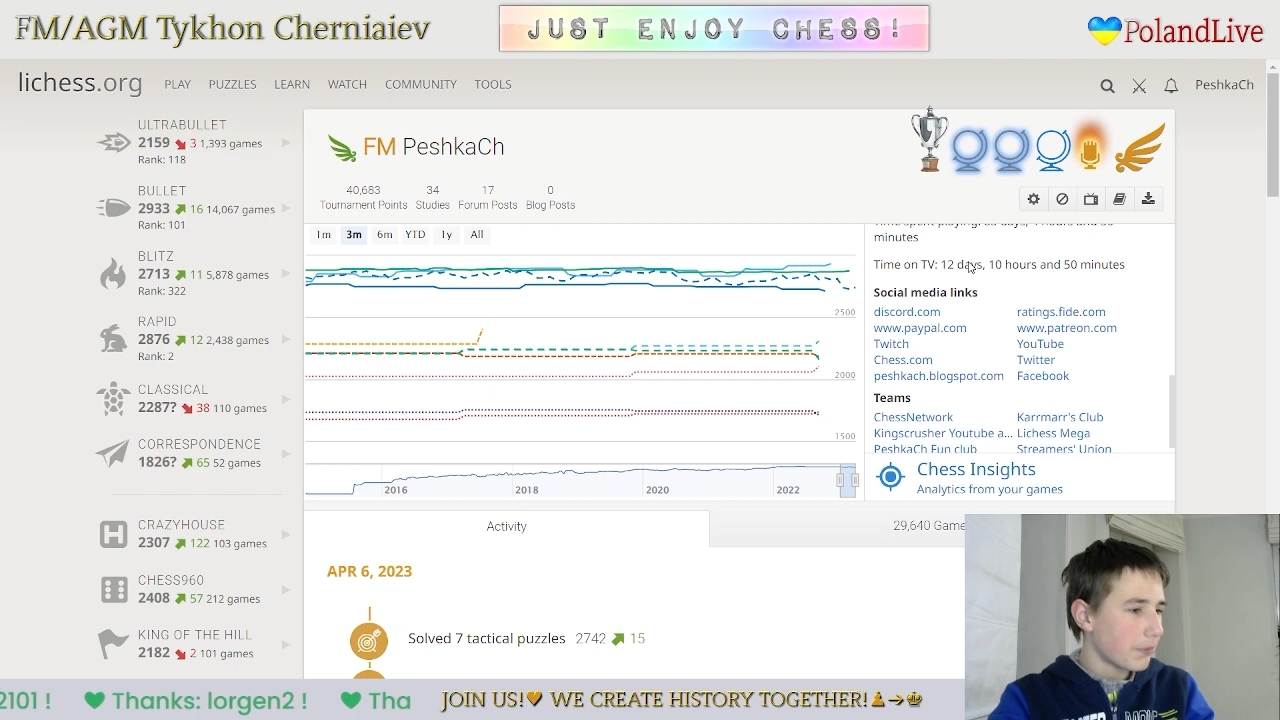 FM/AGM Tykhon Cherniaiev
JUST ENJOY CHESS!
PolandLive
lichess.org
PLAY PUZZLES LEARN WATCH COMMUNITY TOOLS
PeshkaCh
ULTRABULLET
2159 3 1,393 games
Rank: 118
BULLET
2933 16 14,067 games
Rank: 101
BLITZ
2713 11 5,878 games
Rank: 322
RAPID
2876 12 2,438 games
Rank: 2
CLASSICAL
2287? 38 110 games
CORRESPONDENCE
1826? 65 52 games
CRAZYHOUSE
2307 122 103 games
CHESS960
2408 57 212 games
KING OF THE HILL
2182 2 101 games
FM PeshkaCh
40,683 34 17 0
Tournament Points Studies Forum Posts Blog Posts
1m 3m 6m YTD 1y All
2500
2000
1500
2016 2018 2020 2022
minutes
Time on TV: 12 days, 10 hours and 50 minutes
Social media links
discord.com ratings.fide.com
www.paypal.com www.patreon.com
Twitch YouTube
Chess.com Twitter
peshkach.blogspot.com Facebook
Teams
ChessNetwork Karrmarr's Club
Kingscrusher Youtube a... Lichess Mega
PeshkaCh Fun club Streamers' Union
Chess Insights
Analytics from your games
Activity
29,640 Game
APR 6, 2023
Solved 7 tactical puzzles 2742 15
2101 ! Thanks: lorgen2 ! Tha
JOIN US! WE CREATE HISTORY TOGETHER!